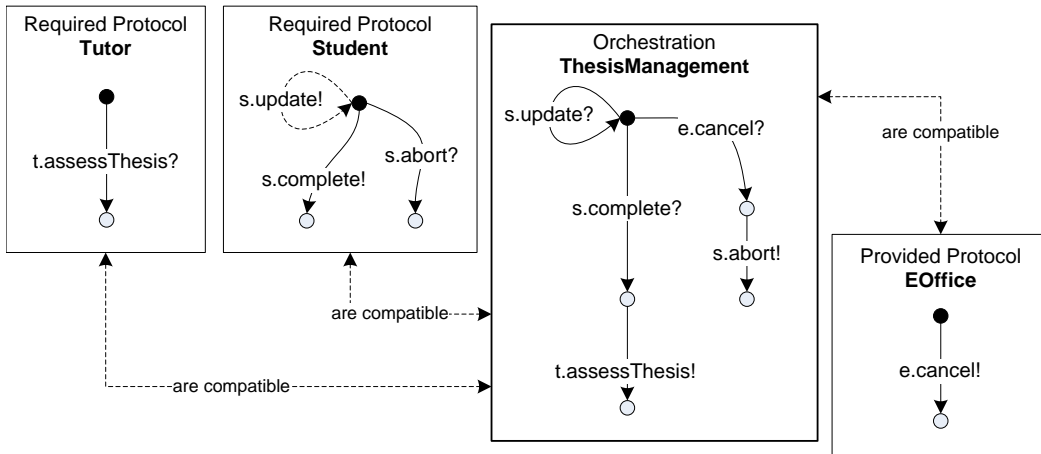 Required Protocol
Tutor
t.assessThesis?
Required Protocol
Student
s.update!
s.complete!
s.abort?
Orchestration
ThesisManagement
s.update?
e.cancel?
s.complete?
s.abort!
t.assessThesis!
are compatible
Provided Protocol
EOffice
e.cancel!
are compatible
are compatible